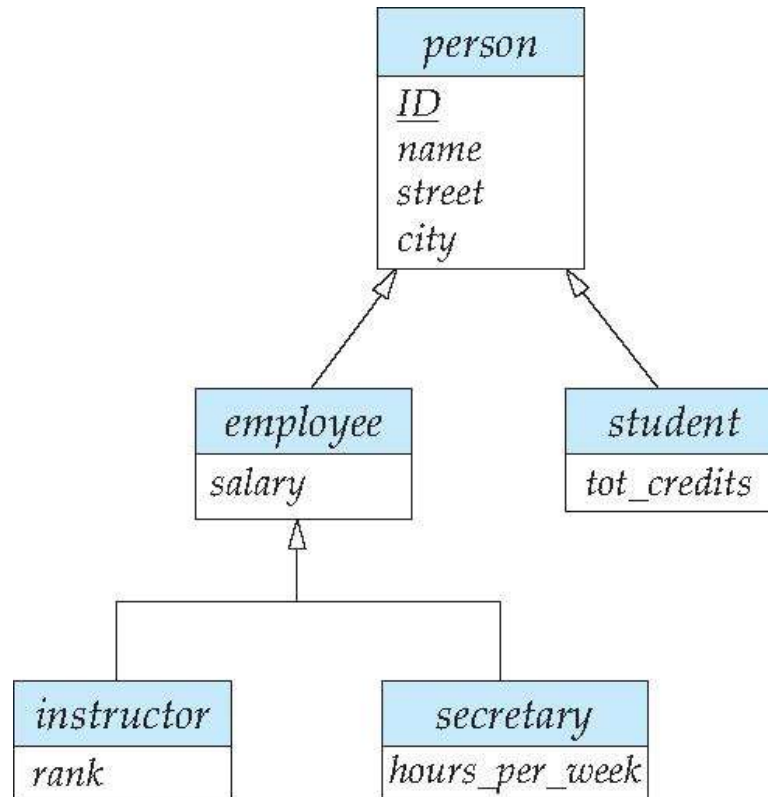 person
ID
name
street
city
employee
salary
student
tot_credits
instructor
rank
secretary
hours_per_week